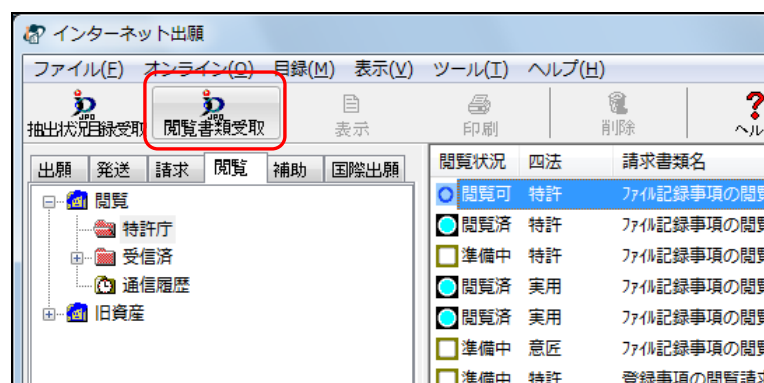 インターネット出願
ファイル(F) オンライン(O) 目録(M) 表示(V) ツール(T) ヘルプ(H)
JPO JPO
抽出状況目録受取 閲覧書類受取 表示 印刷 削除 ヘル
出願 発送 請求 閲覧 補助 国際出願
閲覧
特許庁
受信済
通信履歴
旧資産
閲覧状況 四法 請求書類名
閲覧可 特許 ファイル記録事項の閲覧
閲覧済 特許 ファイル記録事項の閲覧
準備中 特許 ファイル記録事項の閲覧
閲覧済 実用 ファイル記録事項の閲覧
閲覧済 実用 ファイル記録事項の閲覧
準備中 意匠 ファイル記録事項の閲覧
準備中 特許 登録事項の閲覧請求